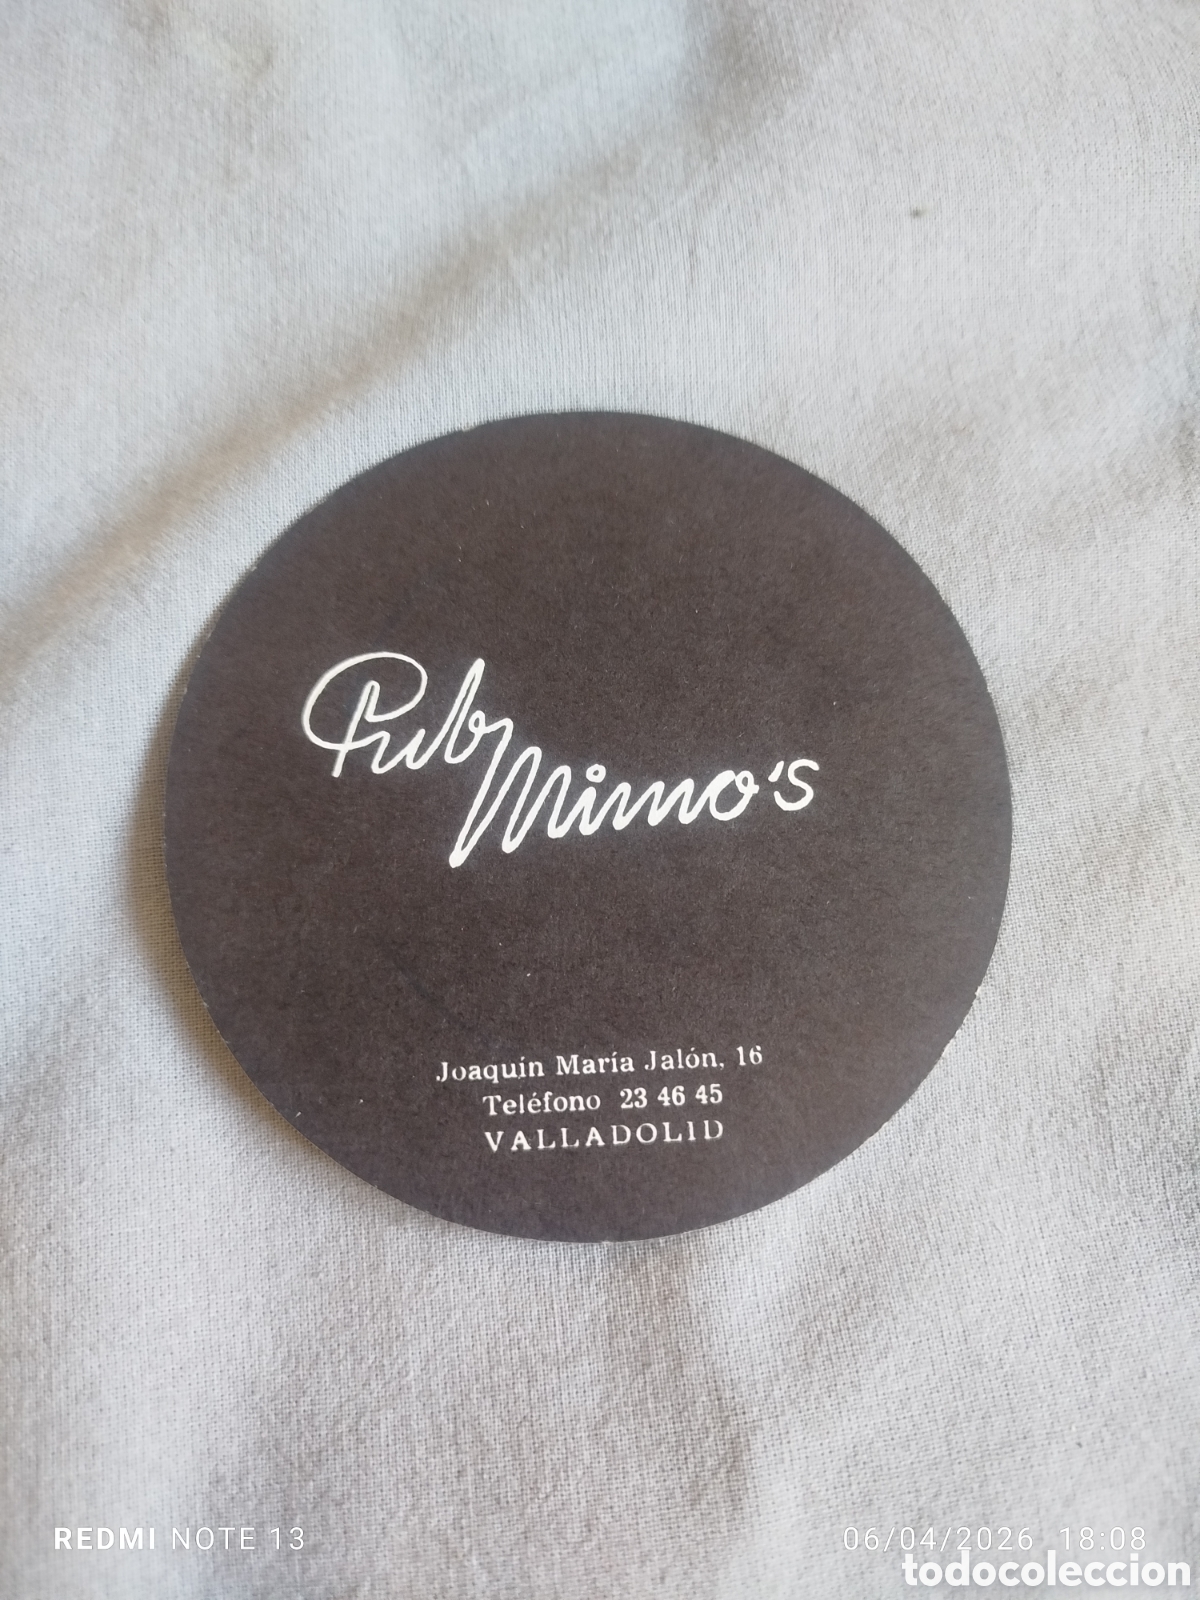 Pub
Mimo's
Joaquín María Jalón, 16
Teléfono 23 46 45
VALLADOLID
REDMI NOTE 13
06/04/2026 18:08
todocoleccion